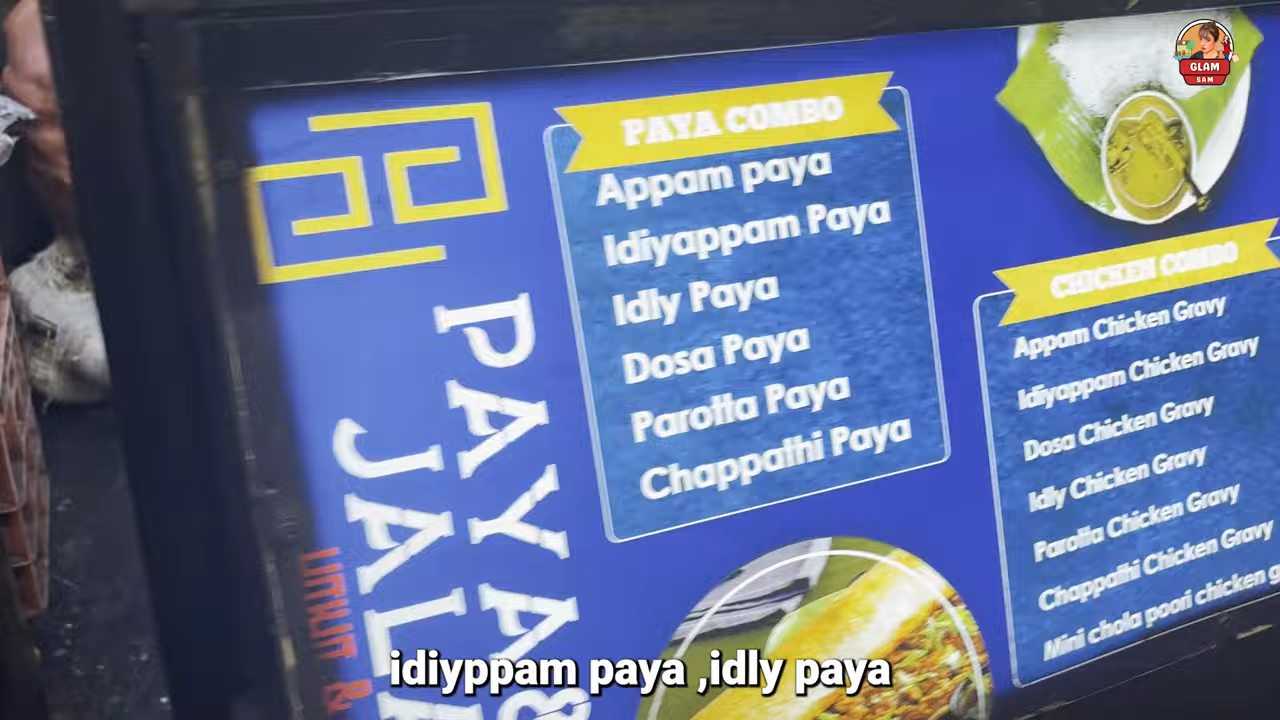 GLAM
SAM
PAYA COMBO
Appam paya
Idiyappam Paya
Idly Paya
Dosa Paya
Parotta Paya
Chappathi Paya
CHICKEN COMBO
Appam Chicken Gravy
Idiyappam Chicken Gravy
Dosa Chicken Gravy
Idly Chicken Gravy
Parotta Chicken Gravy
Chappathi Chicken Gravy
Mini chola poori chicken
PAYA &
idiyppam paya ,idly paya